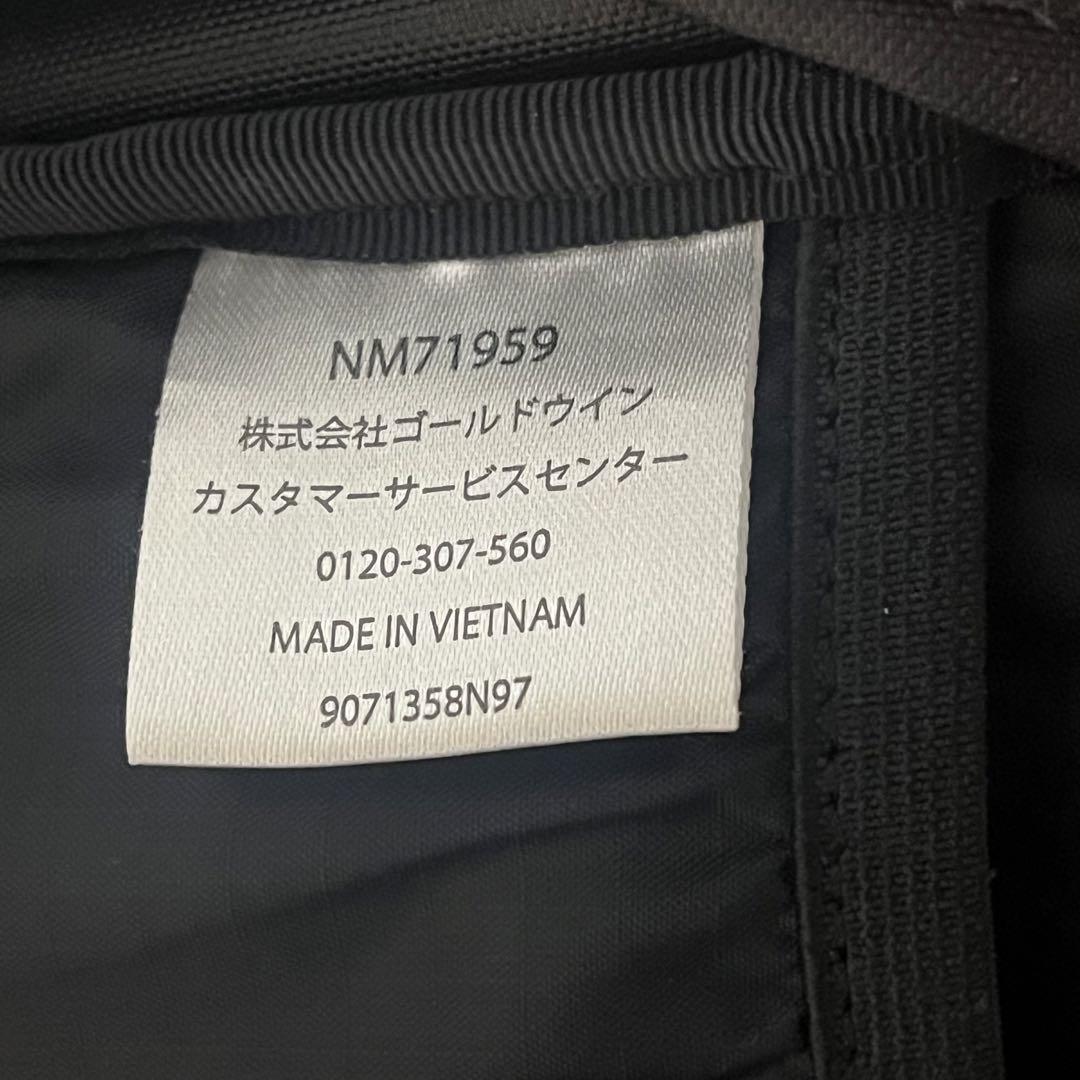 NM71959
株式会社ゴールドウイン
カスタマーサービスセンター
0120-307-560
MADE IN VIETNAM
9071358N97